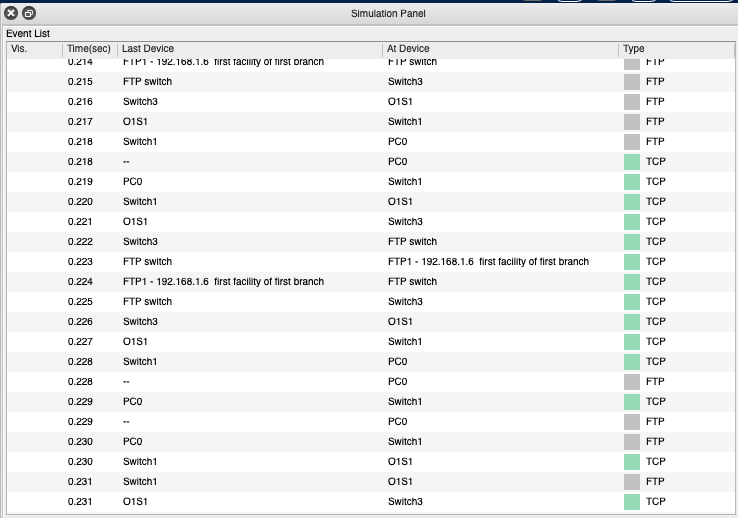 Simulation Panel
Event List
Vis. Time(sec) Last Device At Device Type
0.214 FTP1 - 192.168.1.6 first facility of first branch FTP switch FTP
0.215 FTP switch Switch3 FTP
0.216 Switch3 O1S1 FTP
0.217 O1S1 Switch1 FTP
0.218 Switch1 PC0 FTP
0.218 -- PC0 TCP
0.219 PC0 Switch1 TCP
0.220 Switch1 O1S1 TCP
0.221 O1S1 Switch3 TCP
0.222 Switch3 FTP switch TCP
0.223 FTP switch FTP1 - 192.168.1.6 first facility of first branch TCP
0.224 FTP1 - 192.168.1.6 first facility of first branch FTP switch TCP
0.225 FTP switch Switch3 TCP
0.226 Switch3 O1S1 TCP
0.227 O1S1 Switch1 TCP
0.228 Switch1 PC0 TCP
0.228 -- PC0 FTP
0.229 PC0 Switch1 TCP
0.229 -- PC0 FTP
0.230 PC0 Switch1 FTP
0.230 Switch1 O1S1 TCP
0.231 Switch1 O1S1 FTP
0.231 O1S1 Switch3 TCP